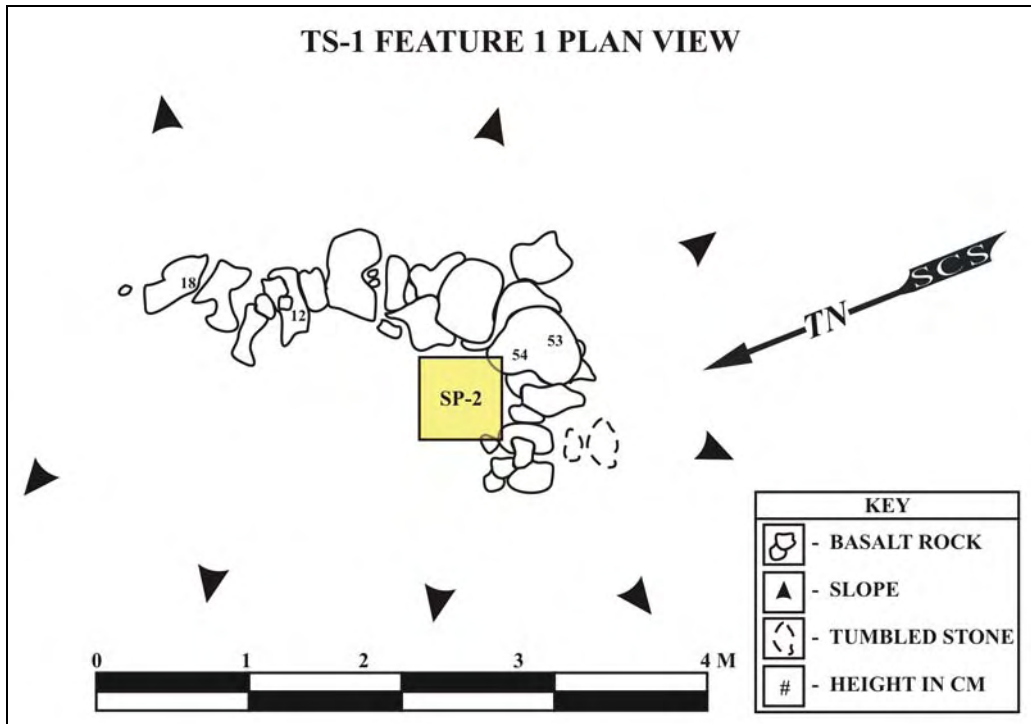 TS-1 FEATURE 1 PLAN VIEW
SCS
TN
18
12
54
53
SP-2
KEY
- BASALT ROCK
- SLOPE
- TUMBLED STONE
# - HEIGHT IN CM
0 1 2 3 4 M